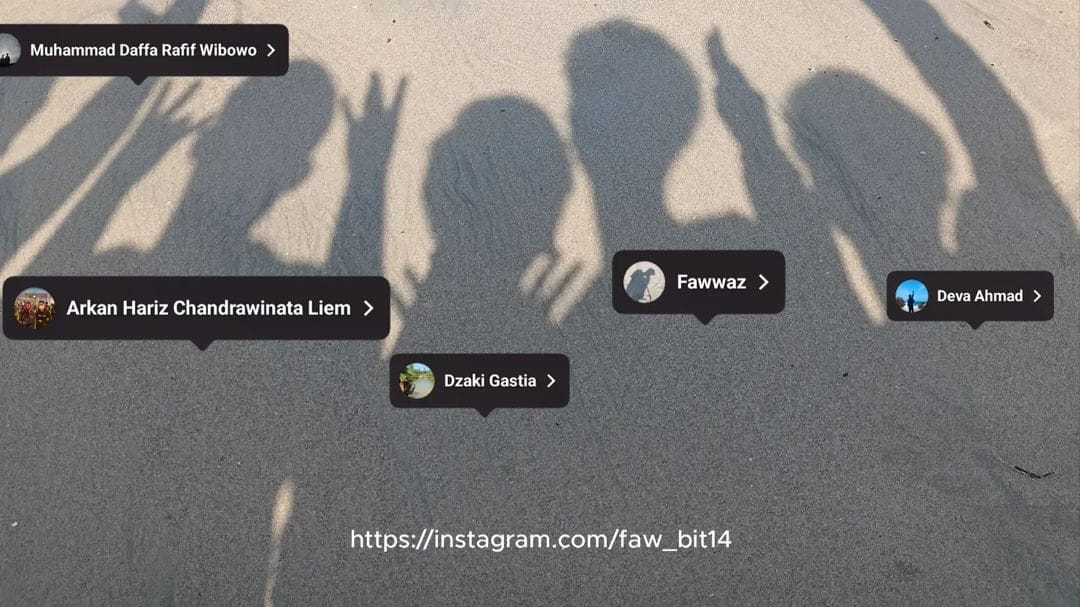 Muhammad Daffa Rafif Wibowo
Arkan Hariz Chandrawinata Liem
Fawwaz
Deva Ahmad
Dzaki Gastia
https://instagram.com/faw_bit14